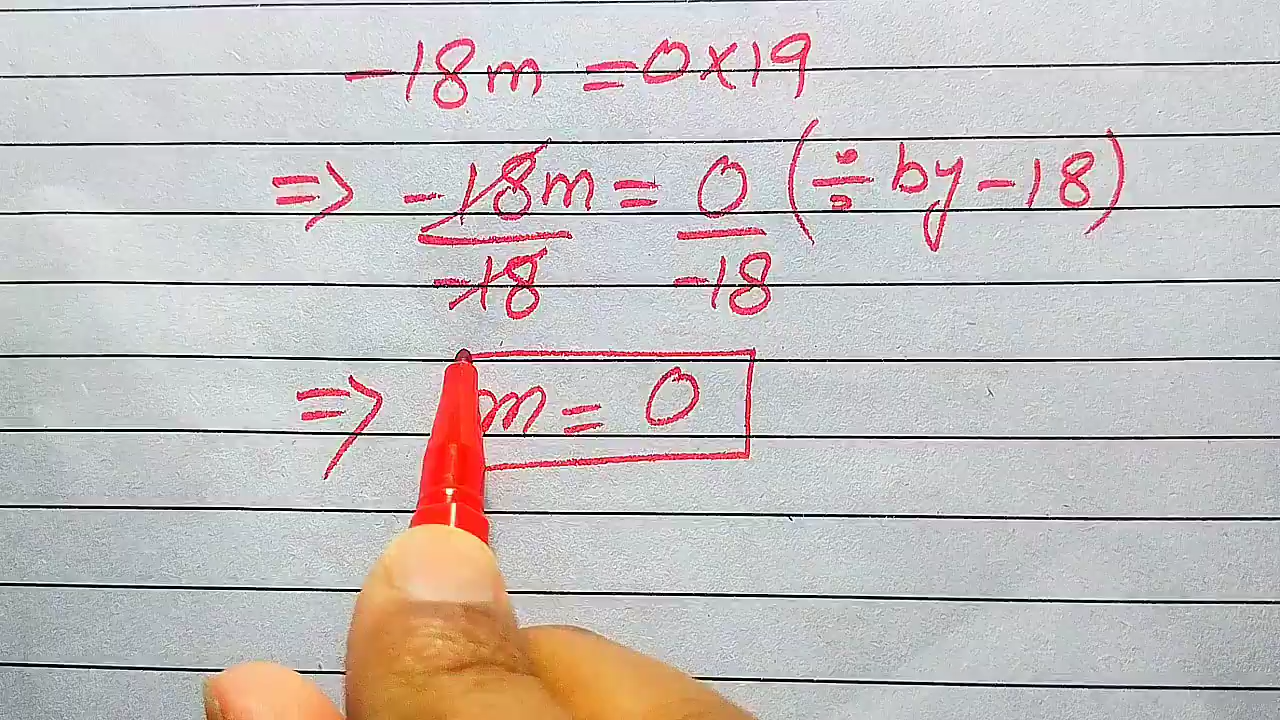 -18m = 0×19
=> -18m = 0 (÷ by -18)
-18 -18
=> m = 0